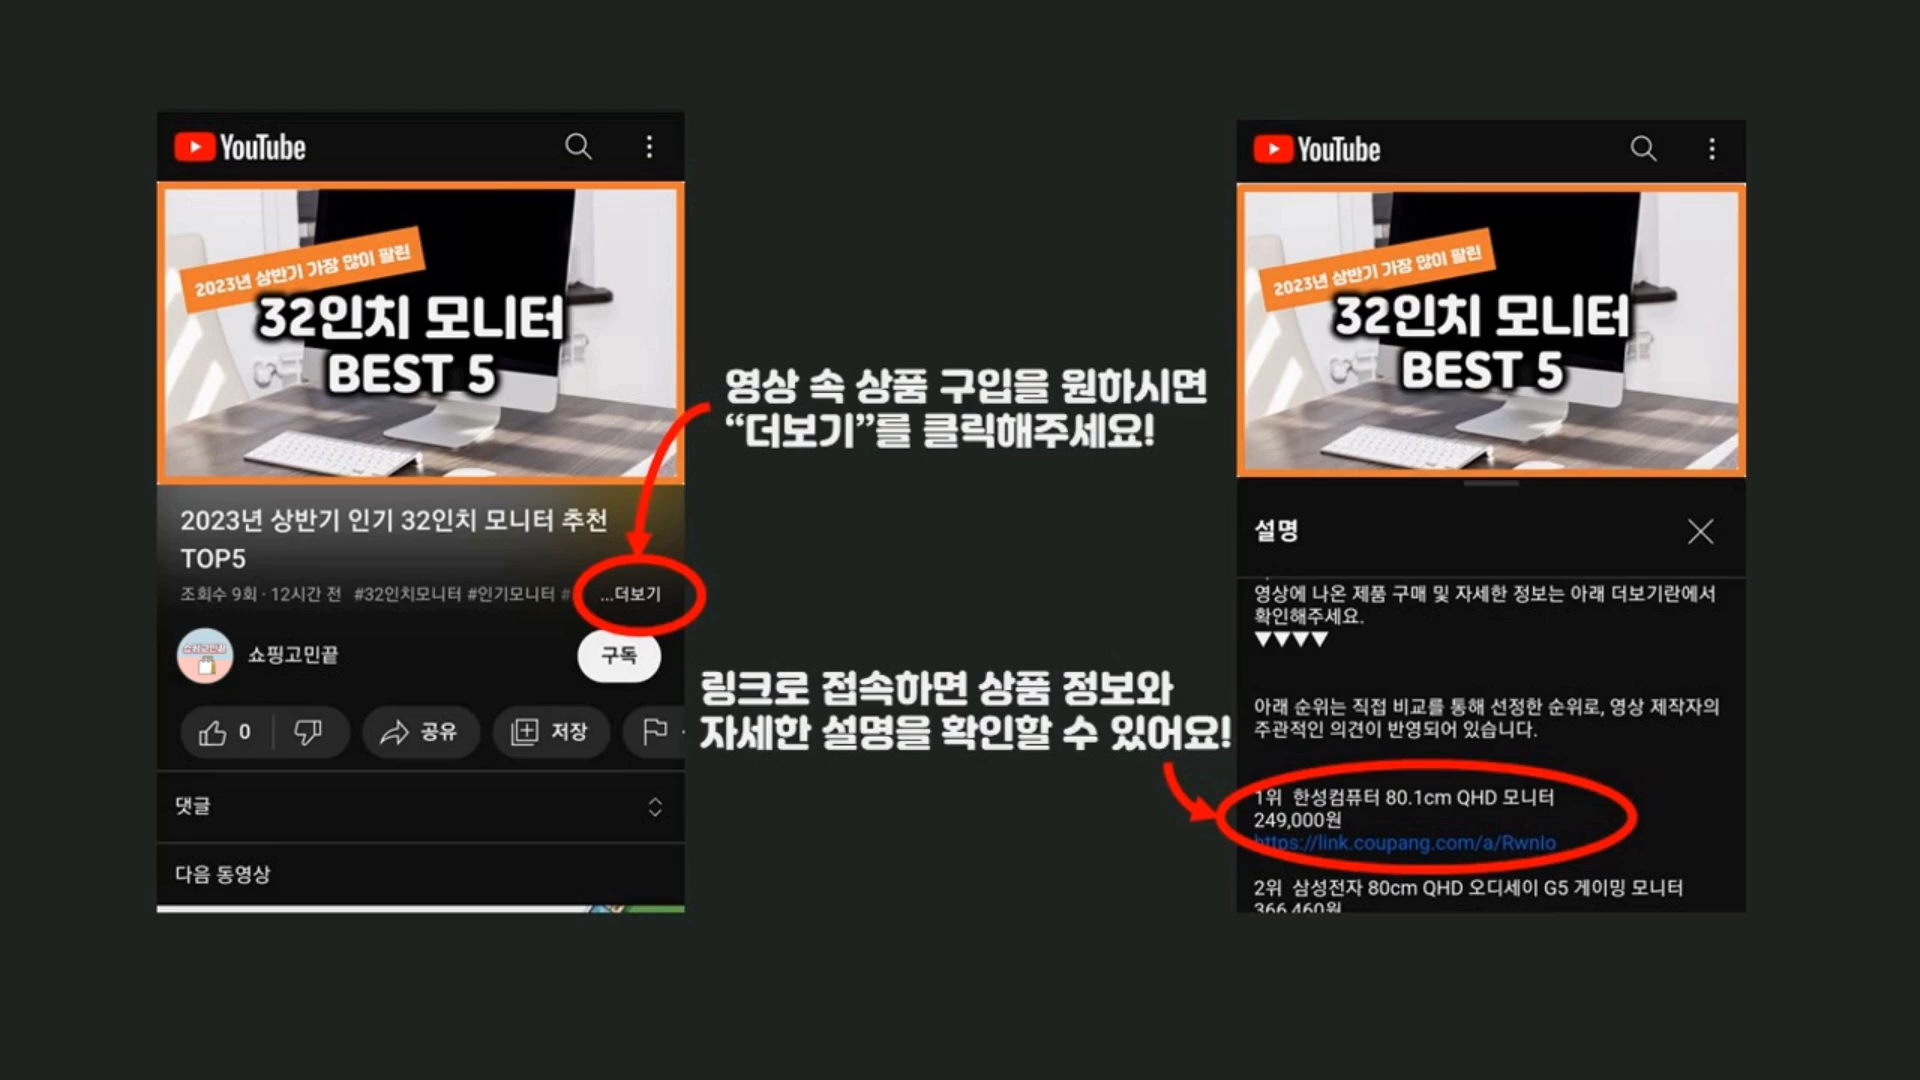 YouTube
2023년 상반기 가장 많이 팔린
32인치 모니터
BEST 5
2023년 상반기 인기 32인치 모니터 추천
TOP5
조회수 9회 · 12시간 전 #32인치모니터 #인기모니터 # ...더보기
쇼핑고민끝
쇼핑고민끝
구독
0
공유
저장
댓글
다음 동영상
영상 속 상품 구입을 원하시면
“더보기”를 클릭해주세요!
링크로 접속하면 상품 정보와
자세한 설명을 확인할 수 있어요!
YouTube
2023년 상반기 가장 많이 팔린
32인치 모니터
BEST 5
설명
영상에 나온 제품 구매 및 자세한 정보는 아래 더보기란에서
확인해주세요.
▼▼▼▼
아래 순위는 직접 비교를 통해 선정한 순위로, 영상 제작자의
주관적인 의견이 반영되어 있습니다.
1위 한성컴퓨터 80.1cm QHD 모니터
249,000원
https://link.coupang.com/a/RwnIo
2위 삼성전자 80cm QHD 오디세이 G5 게이밍 모니터
366,460원